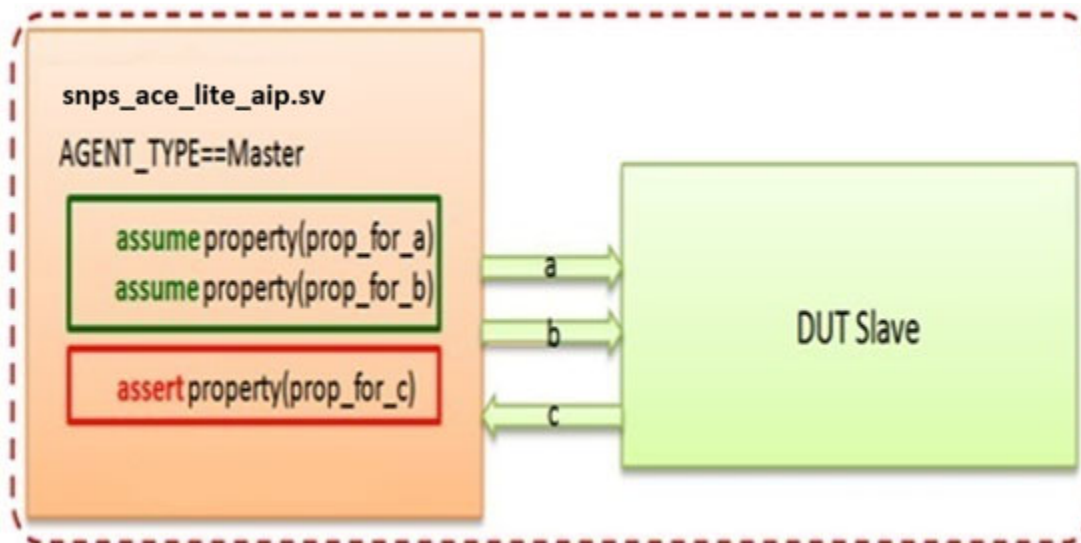 snps_ace_lite_aip.sv
AGENT_TYPE==Master
assume property(prop_for_a)
assume property(prop_for_b)
assert property(prop_for_c)
a
b
c
DUT Slave